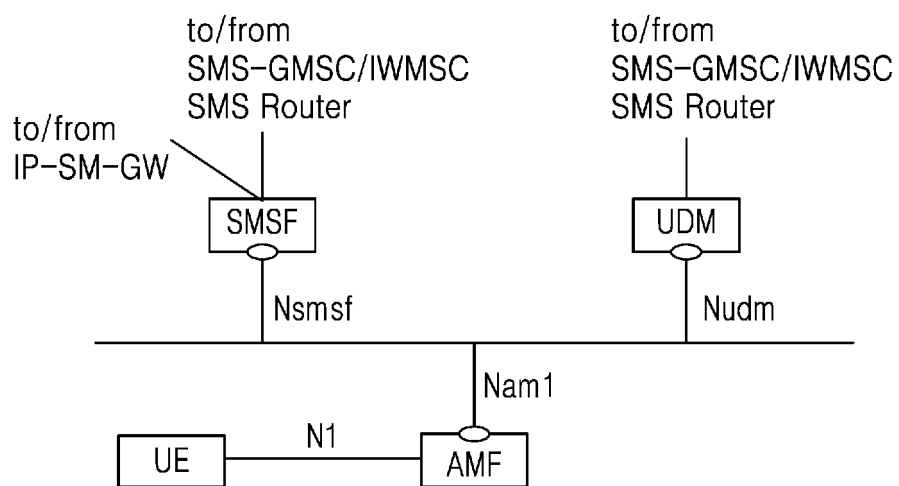 to/from
SMS-GMSC/IWMSC
SMS Router
to/from
SMS-GMSC/IWMSC
SMS Router
to/from
IP-SM-GW
SMSF
UDM
Nsmsf
Nudm
Nam1
N1
UE
AMF